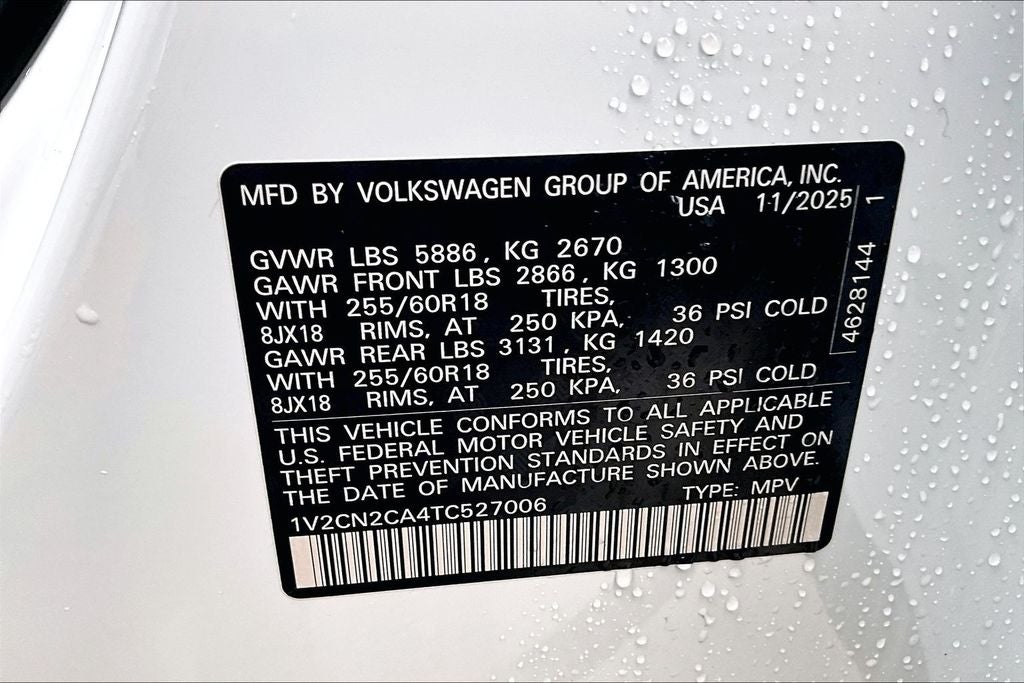 MFD BY VOLKSWAGEN GROUP OF AMERICA, INC.
USA 11/2025
GVWR LBS 5886, KG 2670
GAWR FRONT LBS 2866, KG 1300
WITH 255/60R18 TIRES,
8JX18 RIMS, AT 250 KPA, 36 PSI COLD
GAWR REAR LBS 3131, KG 1420
WITH 255/60R18 TIRES,
8JX18 RIMS, AT 250 KPA, 36 PSI COLD
THIS VEHICLE CONFORMS TO ALL APPLICABLE
U.S. FEDERAL MOTOR VEHICLE SAFETY AND
THEFT PREVENTION STANDARDS IN EFFECT ON
THE DATE OF MANUFACTURE SHOWN ABOVE.
1V2CN2CA4TC527006 TYPE: MPV
4628144 1